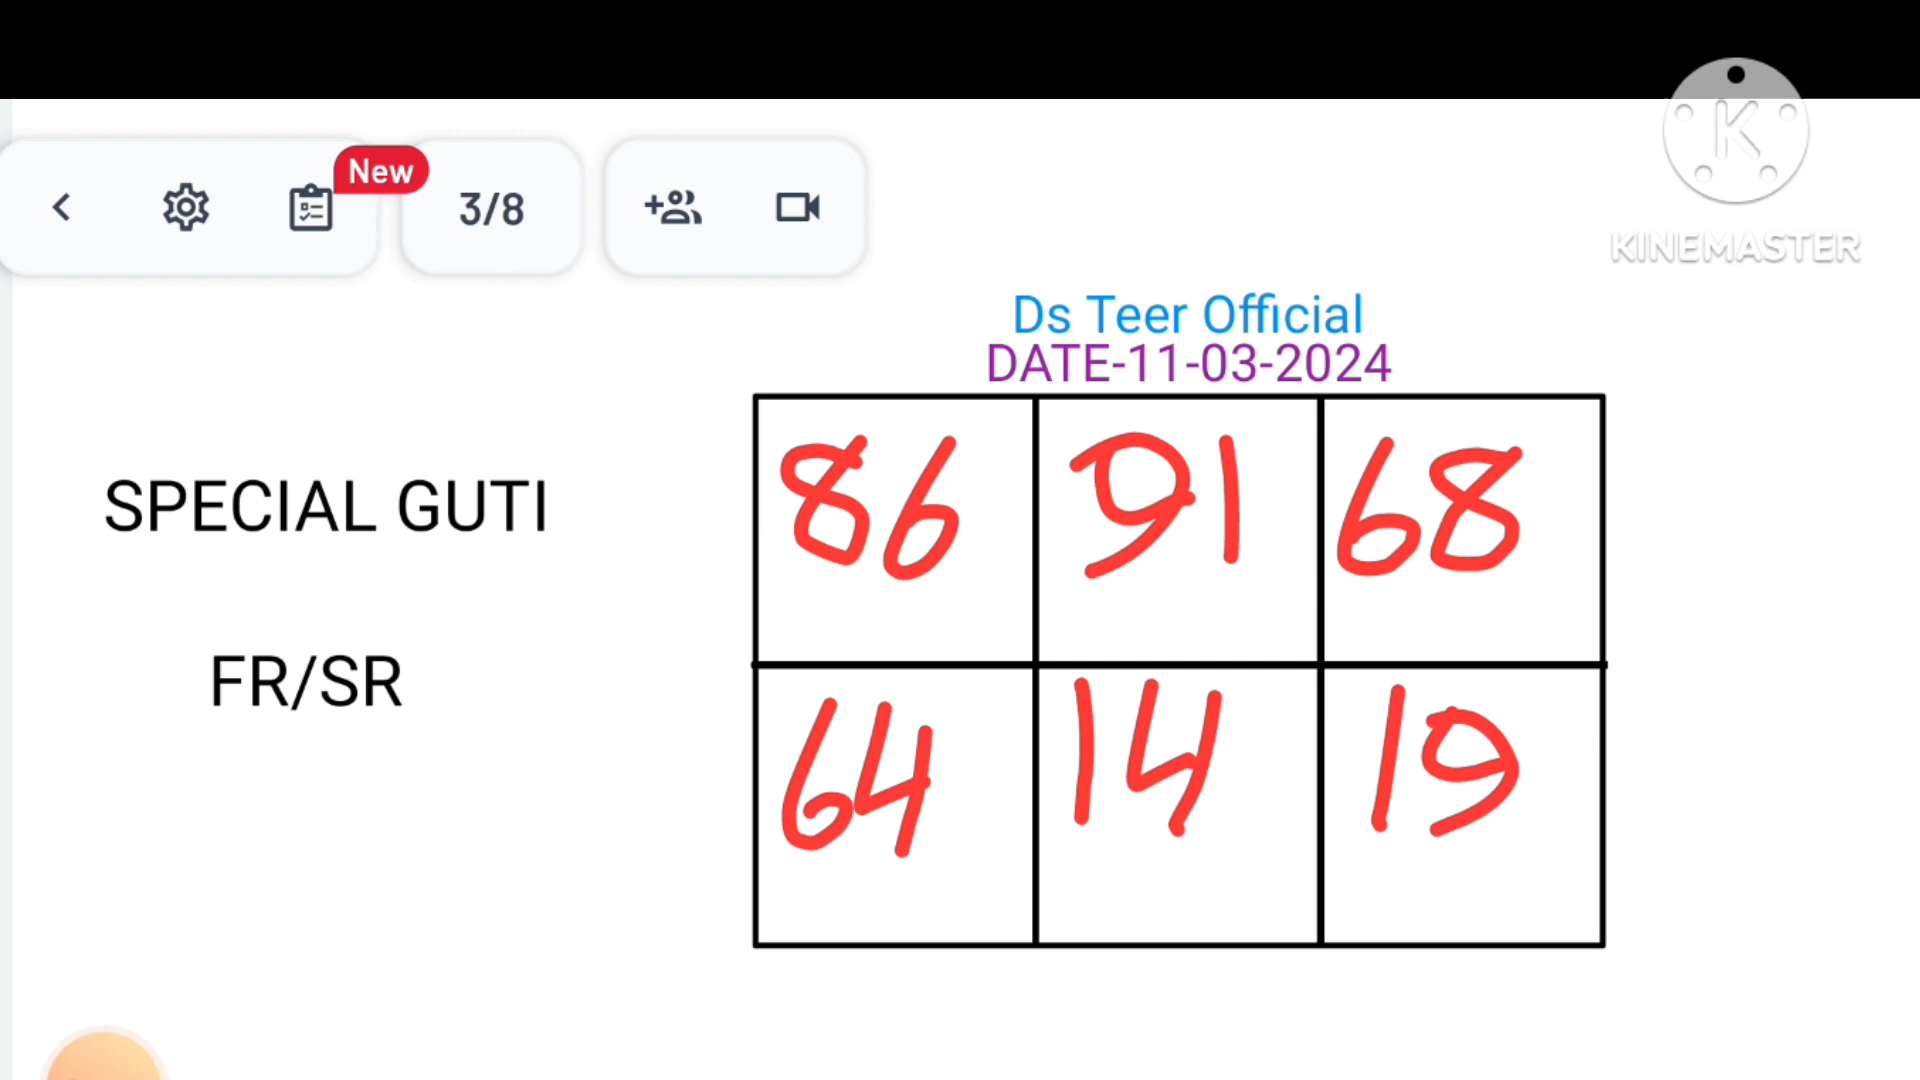 New
3/8
KINEMASTER
Ds Teer Official
DATE-11-03-2024
SPECIAL GUTI
FR/SR
86 91 68
64 14 19